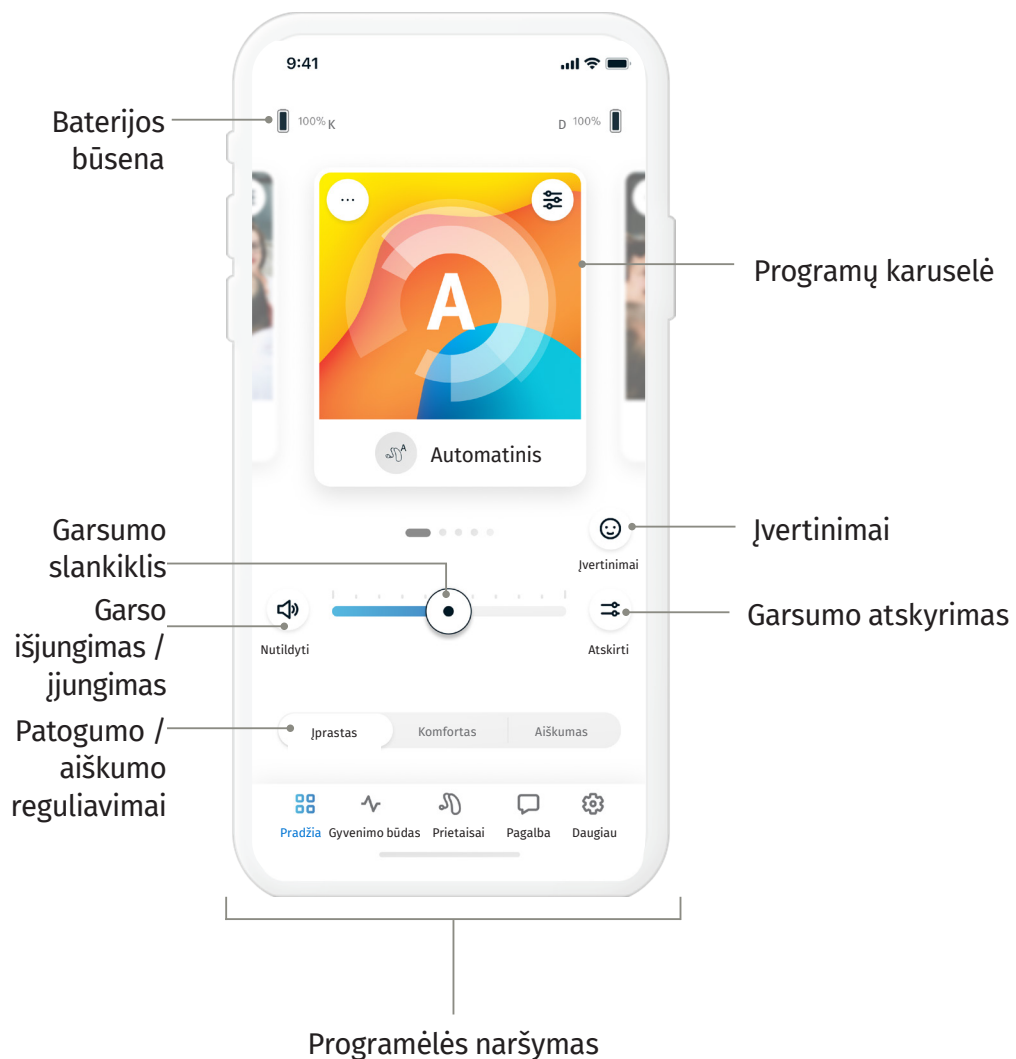 9:41
Baterijos
būsena
100% K
D 100%
...
A
Programų karuselė
A
Automatinis
Garsumo
slankiklis
Įvertinimai
Įvertinimai
Garso
išjungimas /
įjungimas
Nutildyti
Atskirti
Garsumo atskyrimas
Patogumo /
aiškumo
reguliavimai
Įprastas Komfortas Aiškumas
Pradžia Gyvenimo būdas Prietaisai Pagalba Daugiau
Programėlės naršymas